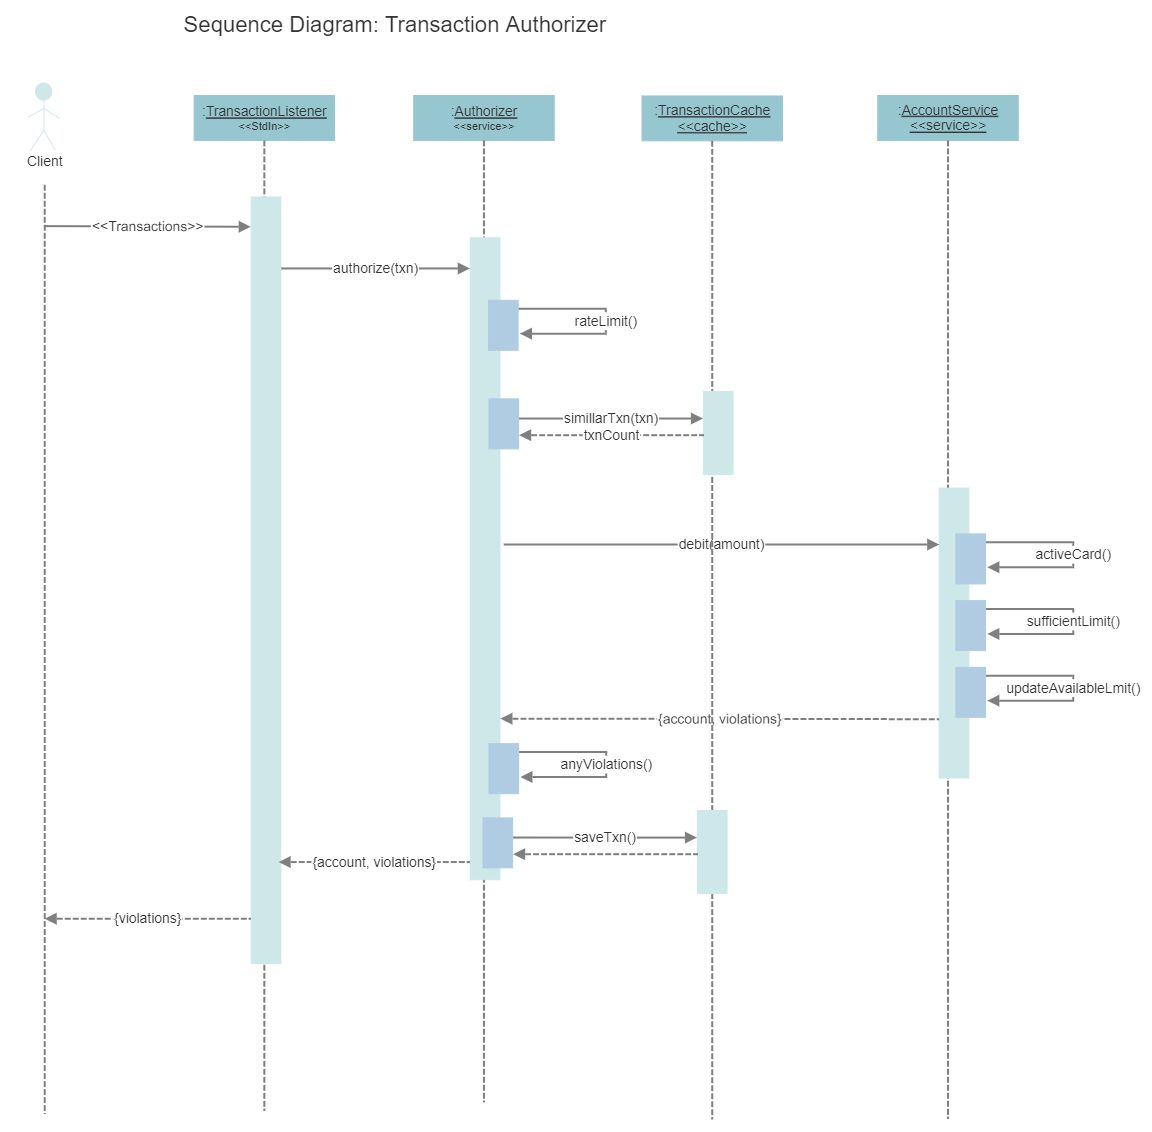 Sequence Diagram: Transaction Authorizer
Client
:TransactionListener
<<StdIn>>
:Authorizer
<<service>>
:TransactionCache
<<cache>>
:AccountService
<<service>>
<<Transactions>>
authorize(txn)
rateLimit()
simillarTxn(txn)
txnCount
debit(amount)
activeCard()
sufficientLimit()
updateAvailableLmit()
{account, violations}
anyViolations()
saveTxn()
{account, violations}
{violations}